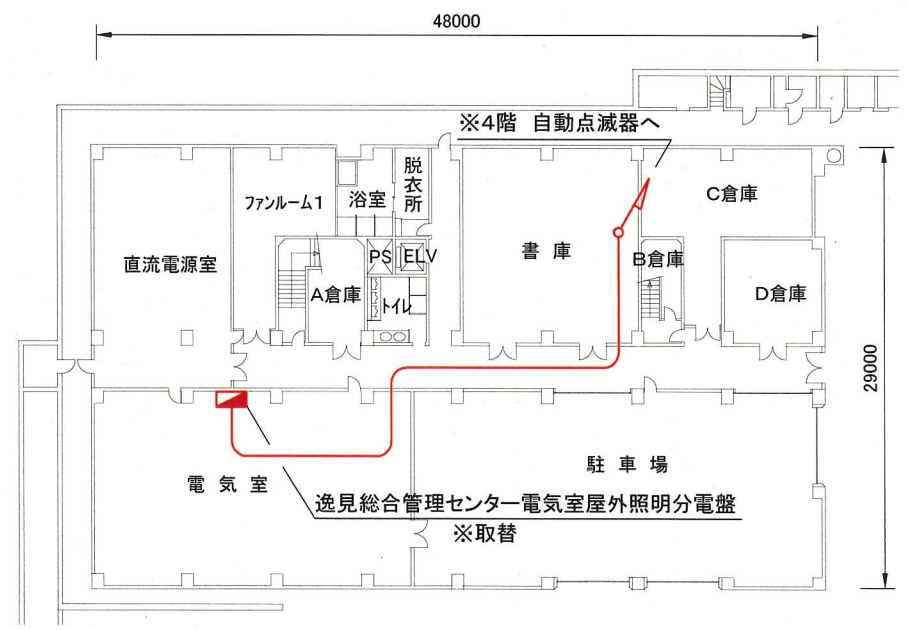 48000
※4階 自動点滅器へ
脱衣所
浴室
ファンルーム1
C倉庫
書庫
PS
ELV
B倉庫
直流電源室
A倉庫
トイレ
D倉庫
29000
駐車場
電気室
逸見総合管理センター電気室屋外照明分電盤
※取替